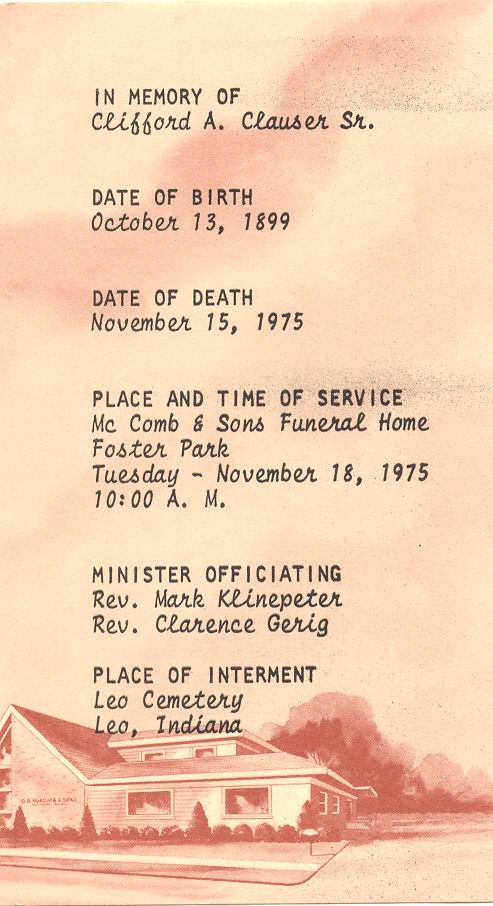 IN MEMORY OF
Clifford A. Clauser Sr.
DATE OF BIRTH
October 13, 1899
DATE OF DEATH
November 15, 1975
PLACE AND TIME OF SERVICE
Mc Comb & Sons Funeral Home
Foster Park
Tuesday - November 18, 1975
10:00 A. M.
MINISTER OFFICIATING
Rev. Mark Klinepeter
Rev. Clarence Gerig
PLACE OF INTERMENT
Leo Cemetery
Leo, Indiana
D.O. McCOMB & SONS